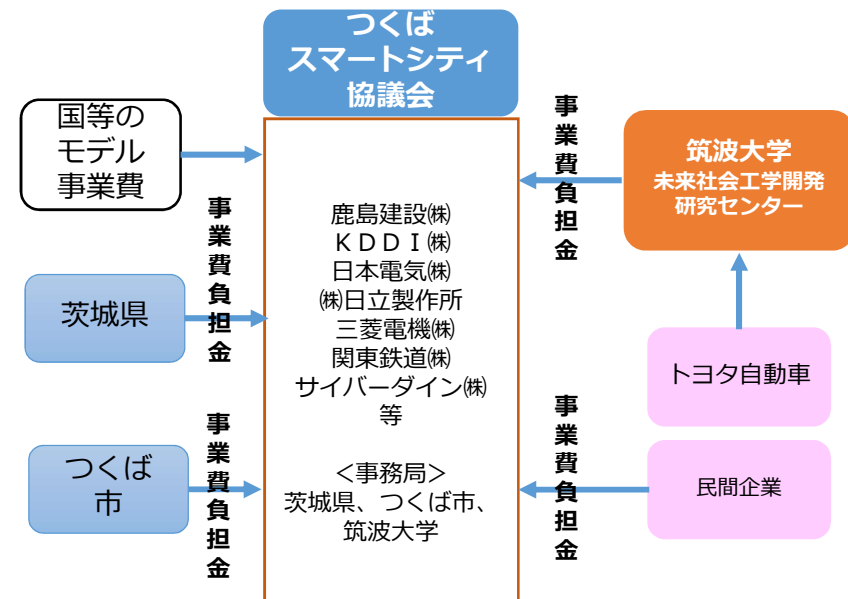 つくば
スマートシティ
協議会
国等の
モデル
事業費
事業費負担金
茨城県
事業費負担金
つくば
市
鹿島建設㈱
ＫＤＤＩ㈱
日本電気㈱
㈱日立製作所
三菱電機㈱
関東鉄道㈱
サイバーダイン㈱
等
＜事務局＞
茨城県、つくば市、
筑波大学
事業費負担金
筑波大学
未来社会工学開発
研究センター
トヨタ自動車
事業費負担金
民間企業